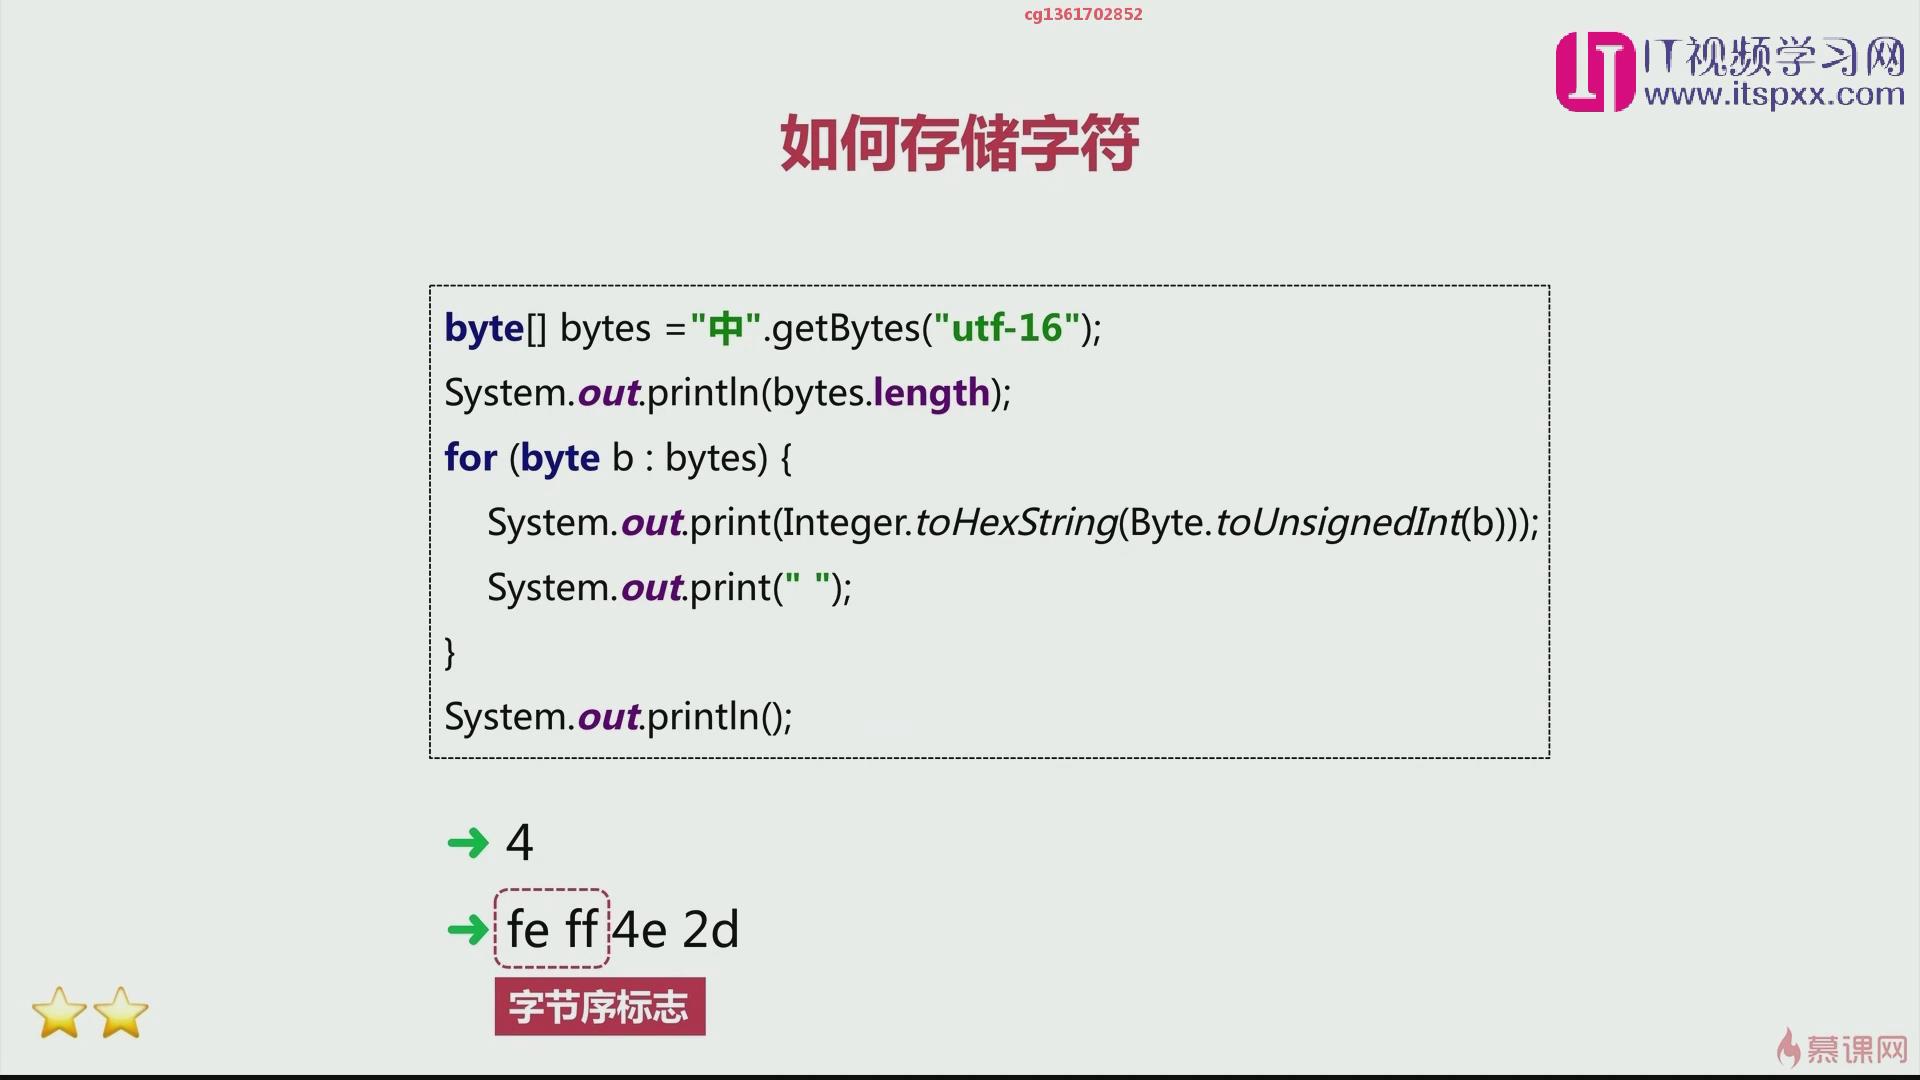 cg1361702852
IT视频学习网
www.itspxx.com
如何存储字符
byte[] bytes ="中".getBytes("utf-16");
System.out.println(bytes.length);
for (byte b : bytes) {
System.out.print(Integer.toHexString(Byte.toUnsignedInt(b)));
System.out.print(" ");
}
System.out.println();
4
fe ff 4e 2d
字节序标志
慕课网